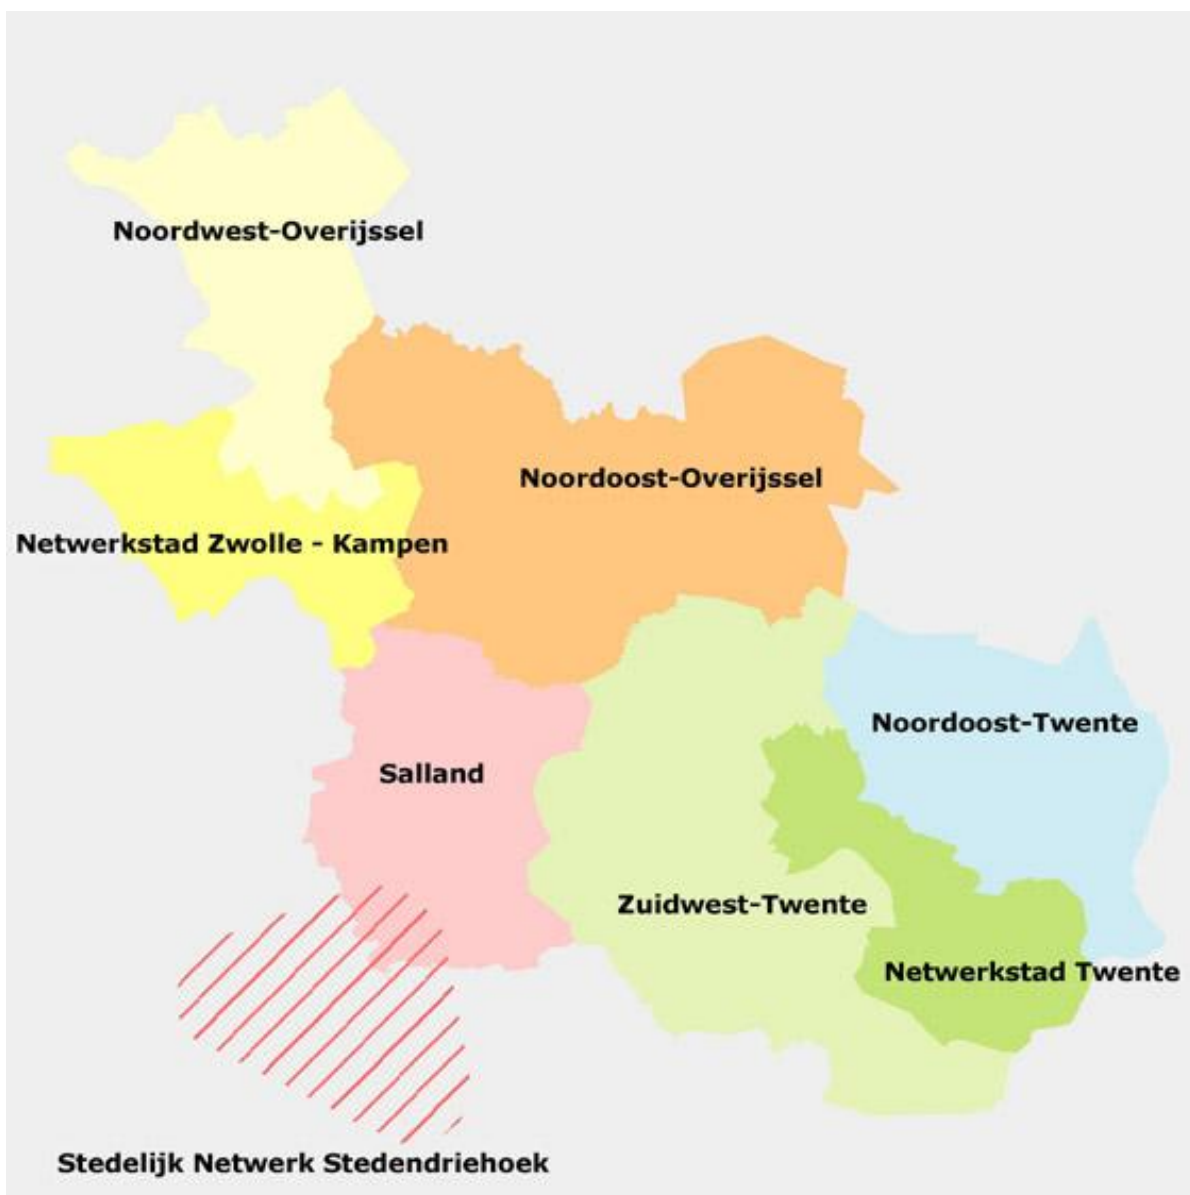 Noordwest-Overijssel
Noordoost-Overijssel
Netwerkstad Zwolle - Kampen
Noordoost-Twente
Salland
Zuidwest-Twente
Netwerkstad Twente
Stedelijk Netwerk Stedendriehoek